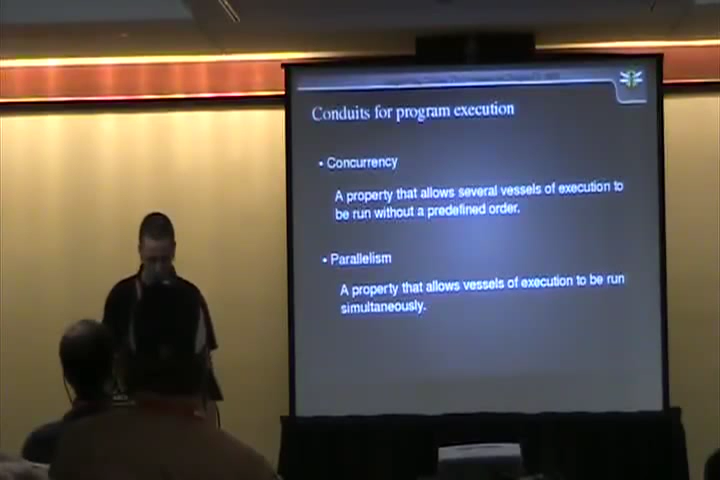 Conduits for program execution
• Concurrency
A property that allows several vessels of execution to
be run without a predefined order.
• Parallelism
A property that allows vessels of execution to be run
simultaneously.